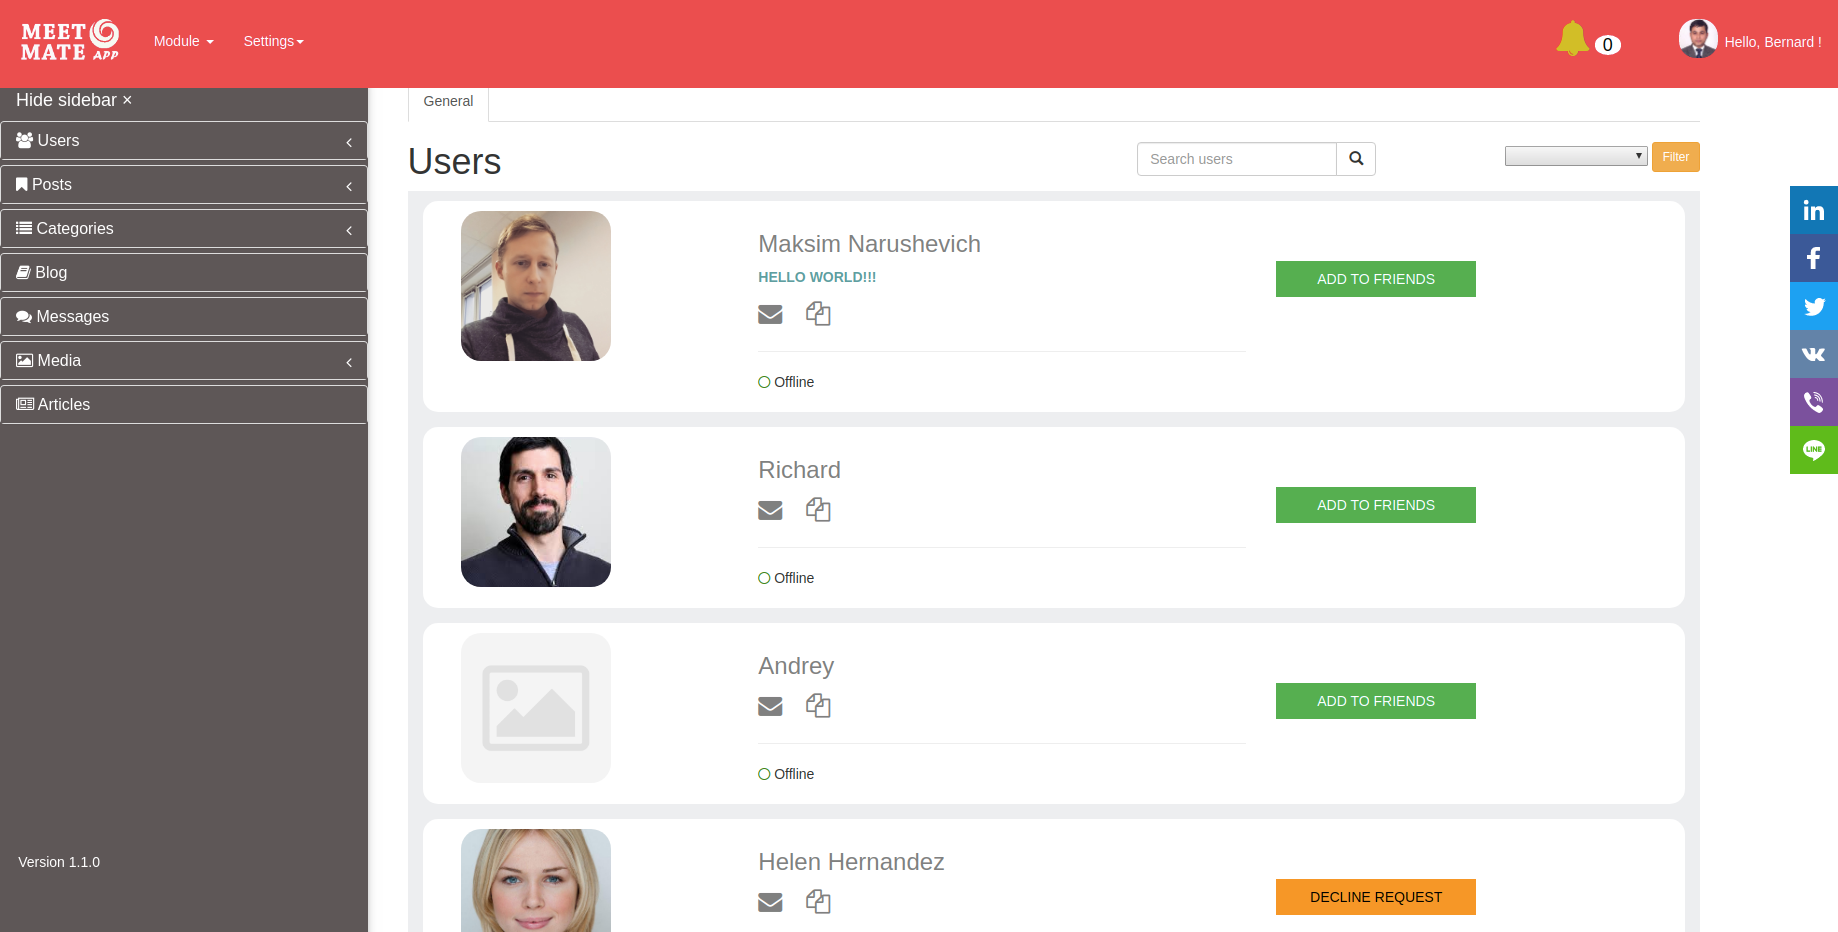 MEET
MATE APP
Module
Settings
0
Hello, Bernard !
Hide sidebar ×
Users
Posts
Categories
Blog
Messages
Media
Articles
Version 1.1.0
General
Users
Search users
Filter
Maksim Narushevich
HELLO WORLD!!!
ADD TO FRIENDS
Offline
Richard
ADD TO FRIENDS
Offline
Andrey
ADD TO FRIENDS
Offline
Helen Hernandez
DECLINE REQUEST
in
f
LINE